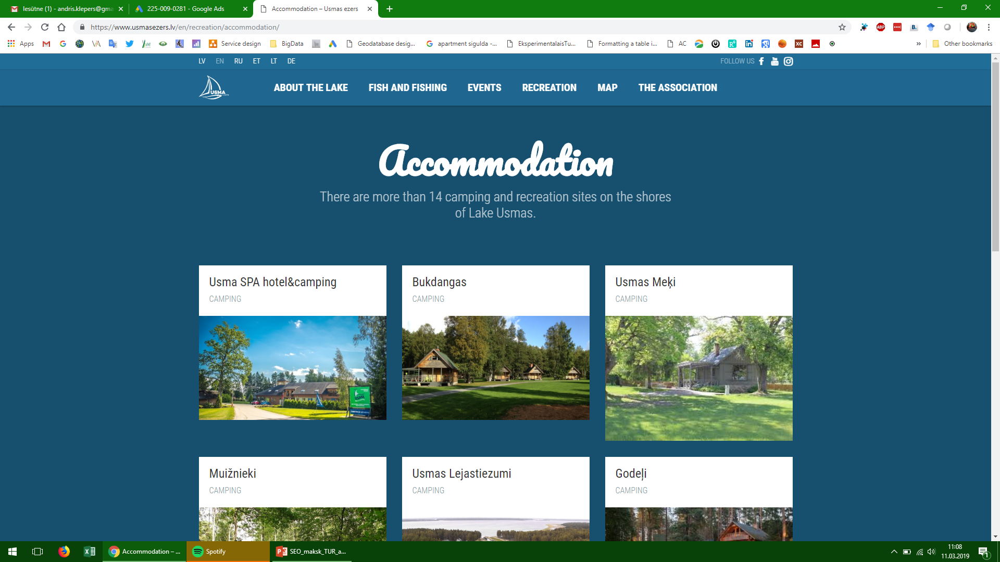 Iesūtne (1) - andris.klepers@gma
225-009-0281 - Google Ads
Accommodation – Usmas ezers
https://www.usmasezers.lv/en/recreation/accommodation/
Apps
Service design
BigData
Geodatabase desig...
apartment sigulda -...
EksperimentalaisTu...
Formatting a table i...
AC
Other bookmarks
LV EN RU ET LT DE
FOLLOW US
USMA
ABOUT THE LAKE
FISH AND FISHING
EVENTS
RECREATION
MAP
THE ASSOCIATION
Accommodation
There are more than 14 camping and recreation sites on the shores
of Lake Usmas.
Usma SPA hotel&camping
CAMPING
Bukdangas
CAMPING
Usmas Meķi
CAMPING
USMA
Muižnieki
CAMPING
Usmas Lejastiezumi
CAMPING
Godeļi
CAMPING
Accommodation – ...
Spotify
SEO_maksk_TUR_a...
11:08
11.03.2019
1